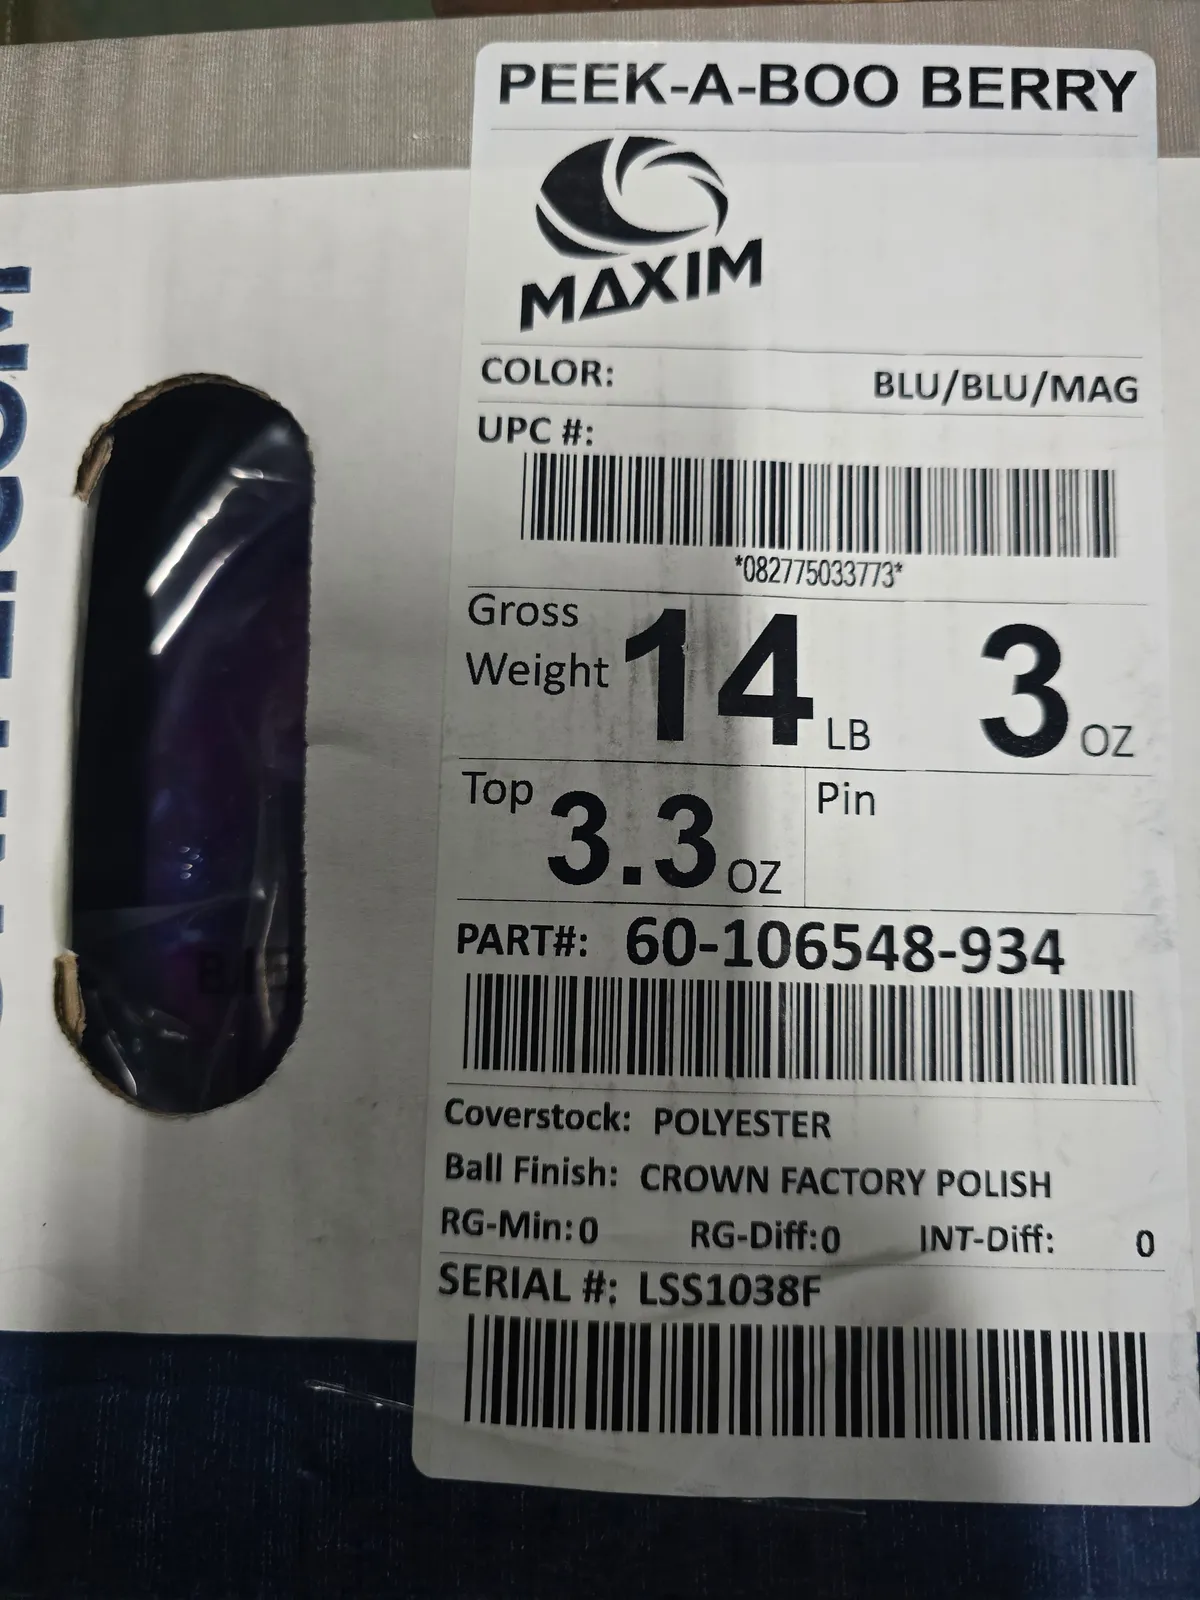 PEEK-A-BOO BERRY
MAXIM
COLOR: BLU/BLU/MAG
UPC #:
*082775033773*
Gross Weight 14 LB 3 OZ
Top 3.3 OZ Pin
PART#: 60-106548-934
Coverstock: POLYESTER
Ball Finish: CROWN FACTORY POLISH
RG-Min: 0 RG-Diff: 0 INT-Diff: 0
SERIAL #: LSS1038F